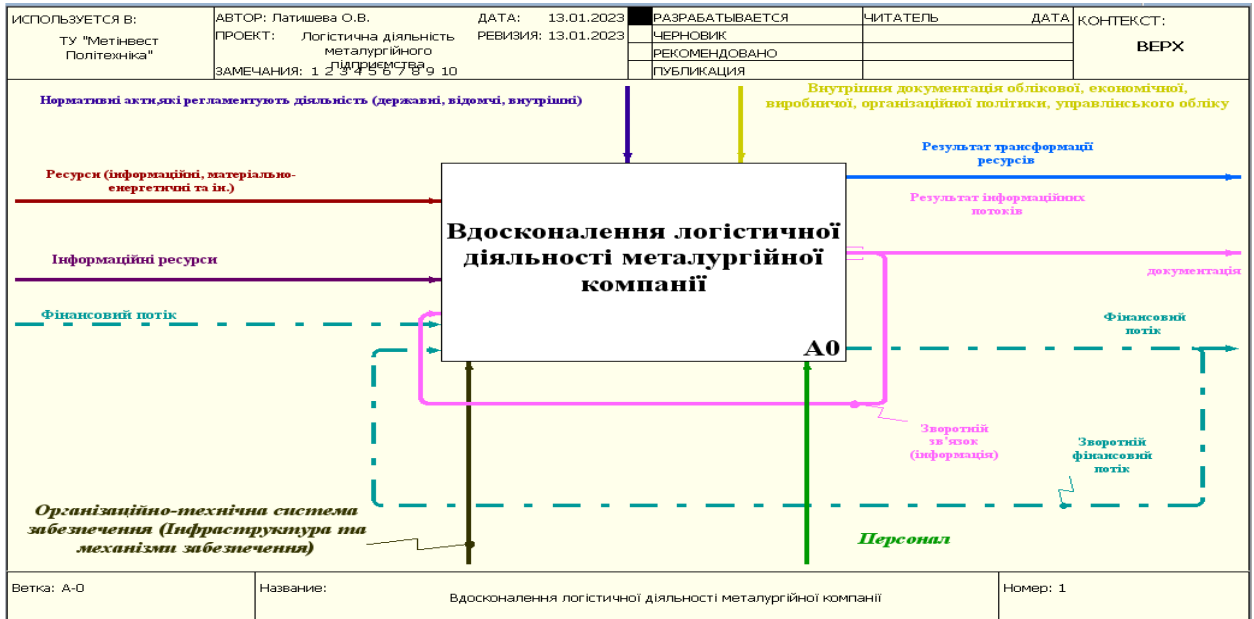 ИСПОЛЬЗУЕТСЯ В:
ТУ "Метінвест
Політехніка"
АВТОР: Латишева О.В.
ДАТА: 13.01.2023
ПРОЕКТ: Логістична діяльність
металургійного
підприємства
РЕВИЗИЯ: 13.01.2023
ЗАМЕЧАНИЯ: 1 2 3 4 5 6 7 8 9 10
РАЗРАБАТЫВАЕТСЯ
ЧЕРНОВИК
РЕКОМЕНДОВАНО
ПУБЛИКАЦИЯ
ЧИТАТЕЛЬ ДАТА
КОНТЕКСТ:
ВЕРХ
Нормативні акти,які регламентують діяльність (державні, відомчі, внутрішні)
Внутрішня документація облікової, економічної,
виробничої, організаційної політики, управлінського обліку
Ресурси (інформаційні, матеріально-
енергетичні та ін.)
Результат трансформації
ресурсів
Результат інформаційних
потоків
Вдосконалення логістичної
діяльності металургійної
компанії
A0
Інформаційні ресурси
документація
Фінансовий потік
Фінансовий
потік
Зворотній
зв'язок
(інформація)
Зворотній
фінансовий
потік
Організаційно-технічна система
забезпечення (Інфраструктура та
механізми забезпечення)
Персонал
Ветка: A-0
Название:
Вдосконалення логістичної діяльності металургійної компанії
Номер: 1